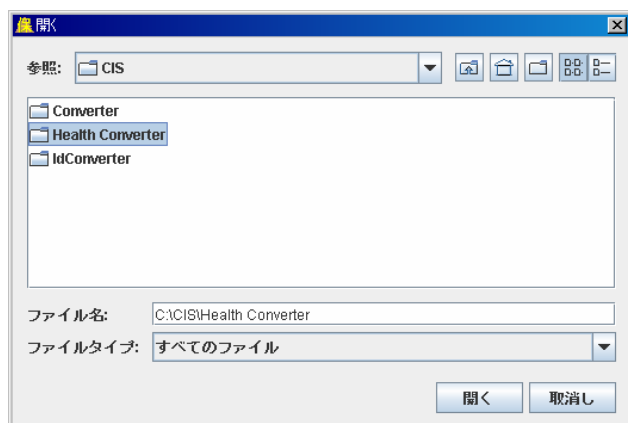 保 開く
参照: CIS
Converter
Health Converter
IdConverter
ファイル名: C:\CIS\Health Converter
ファイルタイプ: すべてのファイル
開く 取消し